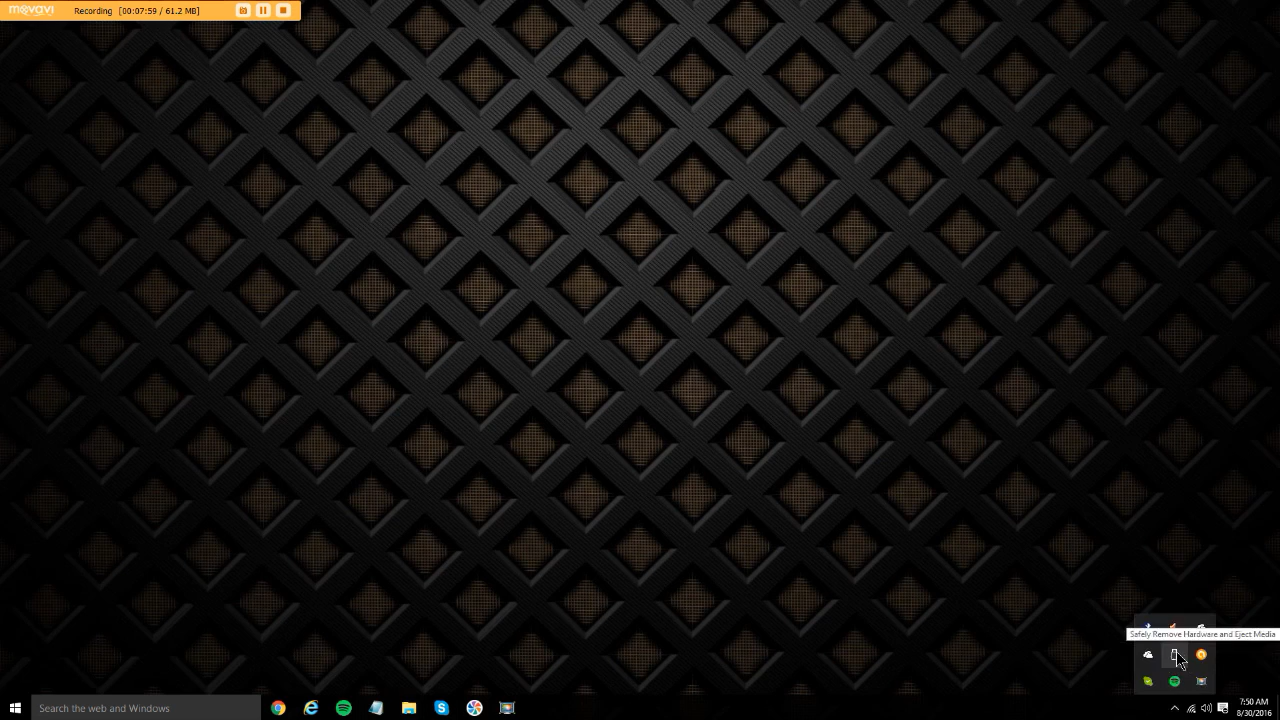 movavi Recording [00:07:59 / 61.2 MB]
Safely Remove Hardware and Eject Media
Search the web and Windows
7:50 AM
8/30/2016